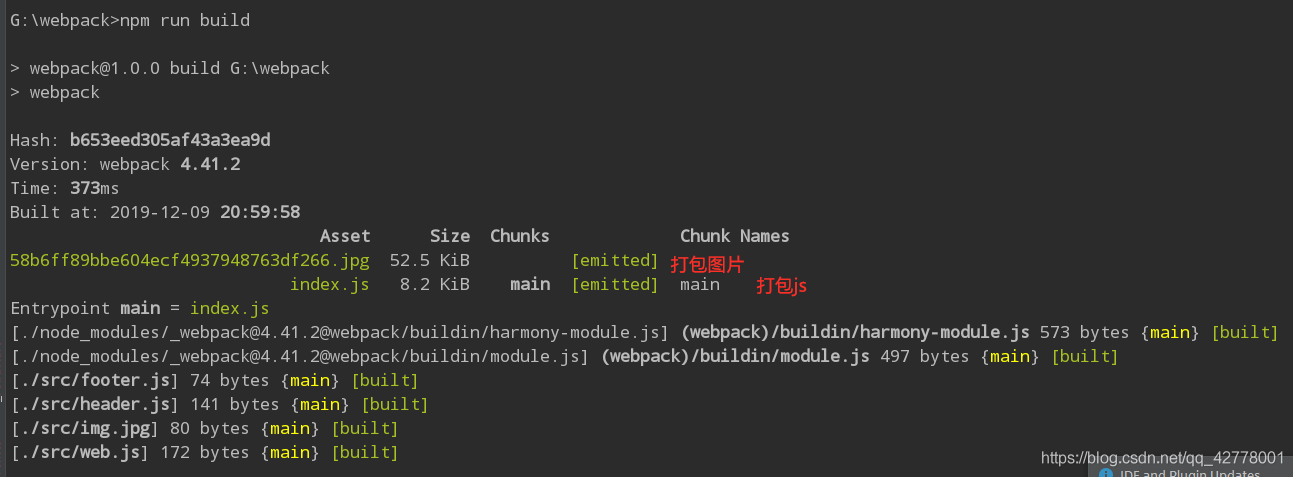 G:\webpack>npm run build
> webpack@1.0.0 build G:\webpack
> webpack
Hash: b653eed305af43a3ea9d
Version: webpack 4.41.2
Time: 373ms
Built at: 2019-12-09 20:59:58
Asset Size Chunks Chunk Names
58b6ff89bbe604ecf4937948763df266.jpg 52.5 KiB [emitted] 打包图片
index.js 8.2 KiB main [emitted] main 打包js
Entrypoint main = index.js
[./node_modules/_webpack@4.41.2@webpack/buildin/harmony-module.js] (webpack)/buildin/harmony-module.js 573 bytes {main} [built]
[./node_modules/_webpack@4.41.2@webpack/buildin/module.js] (webpack)/buildin/module.js 497 bytes {main} [built]
[./src/footer.js] 74 bytes {main} [built]
[./src/header.js] 141 bytes {main} [built]
[./src/img.jpg] 80 bytes {main} [built]
[./src/web.js] 172 bytes {main} [built]
https://blog.csdn.net/qq_42778001
IDE and Plugin Updates